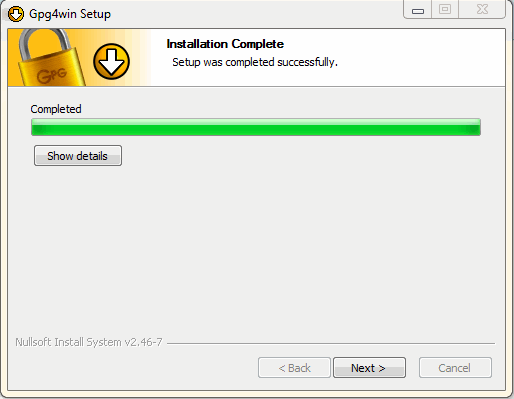 Gpg4win Setup
Installation Complete
Setup was completed successfully.
GPG
Completed
Show details
Nullsoft Install System v2.46-7
< Back
Next >
Cancel